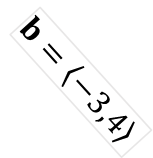 b = ⟨−3,4⟩